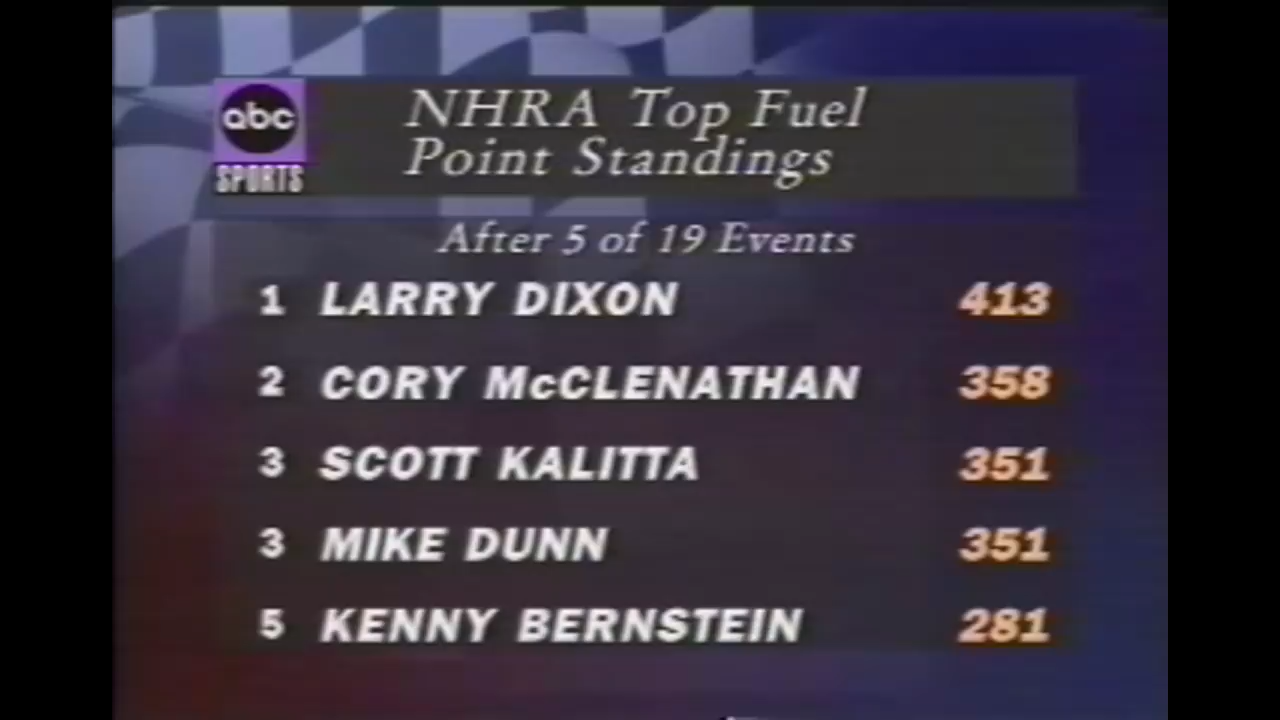 abc
SPORTS
NHRA Top Fuel
Point Standings
After 5 of 19 Events
1 LARRY DIXON 413
2 CORY McCLENATHAN 358
3 SCOTT KALITTA 351
3 MIKE DUNN 351
5 KENNY BERNSTEIN 281